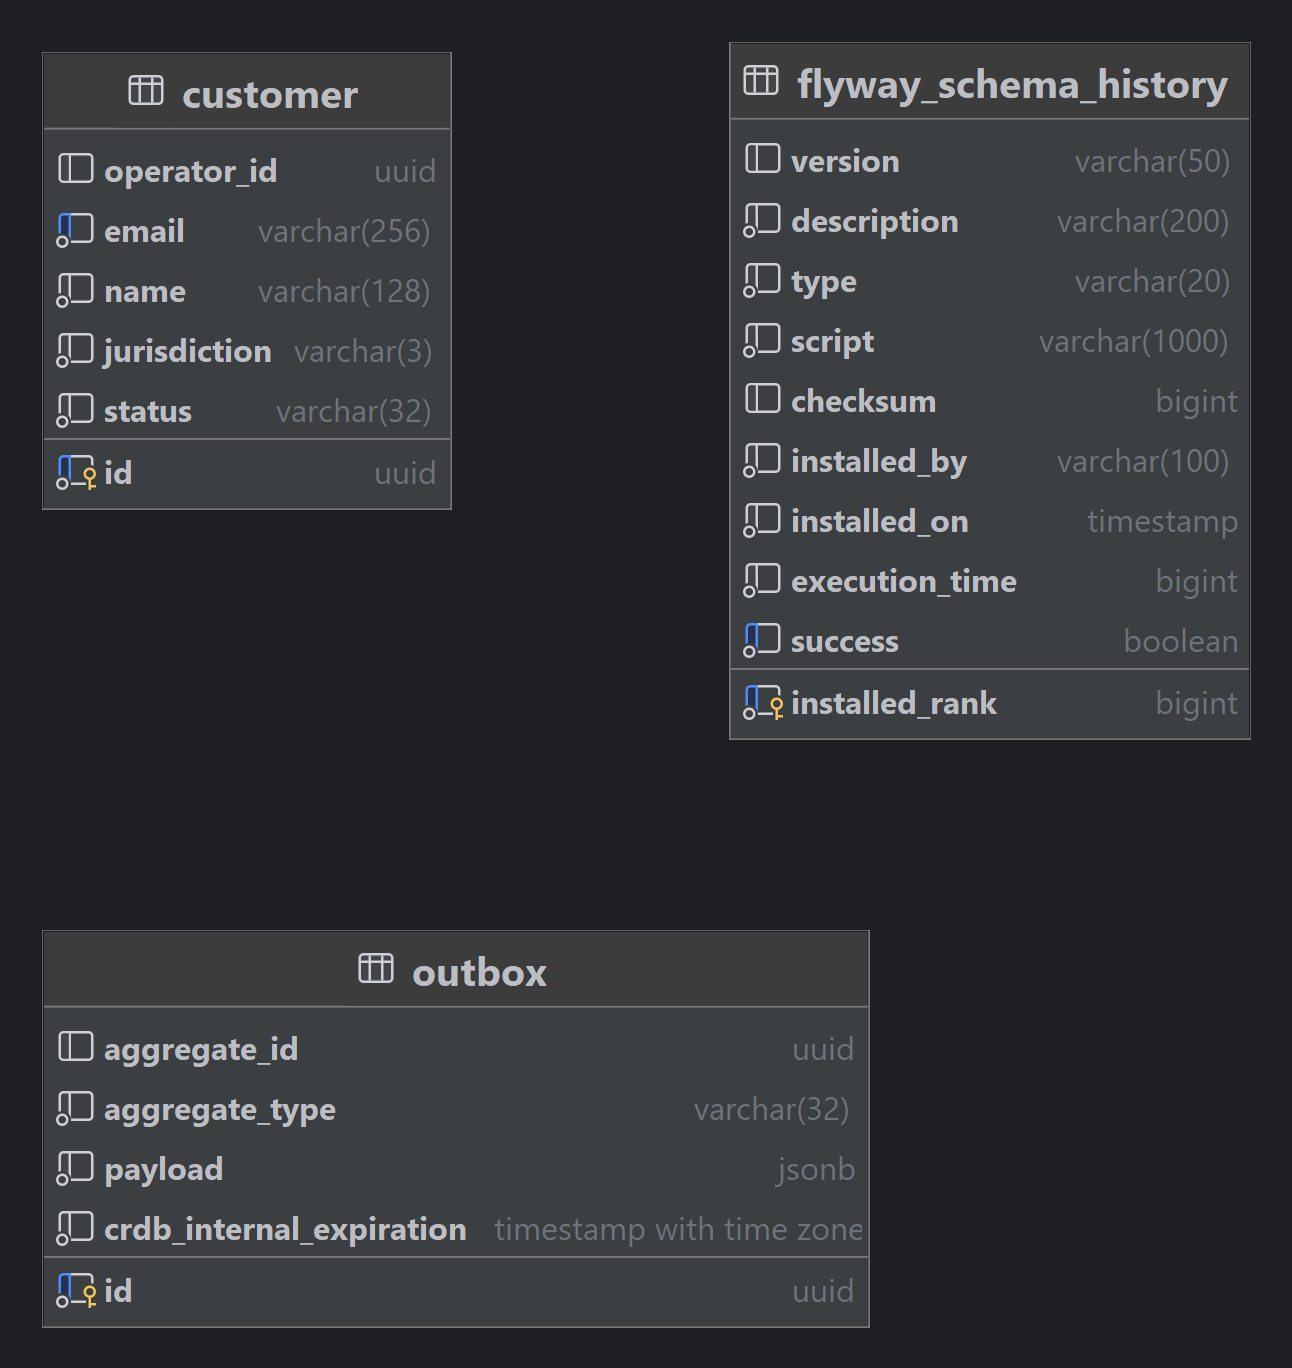 customer
operator_id uuid
email varchar(256)
name varchar(128)
jurisdiction varchar(3)
status varchar(32)
id uuid
flyway_schema_history
version varchar(50)
description varchar(200)
type varchar(20)
script varchar(1000)
checksum bigint
installed_by varchar(100)
installed_on timestamp
execution_time bigint
success boolean
installed_rank bigint
outbox
aggregate_id uuid
aggregate_type varchar(32)
payload jsonb
crdb_internal_expiration timestamp with time zone
id uuid